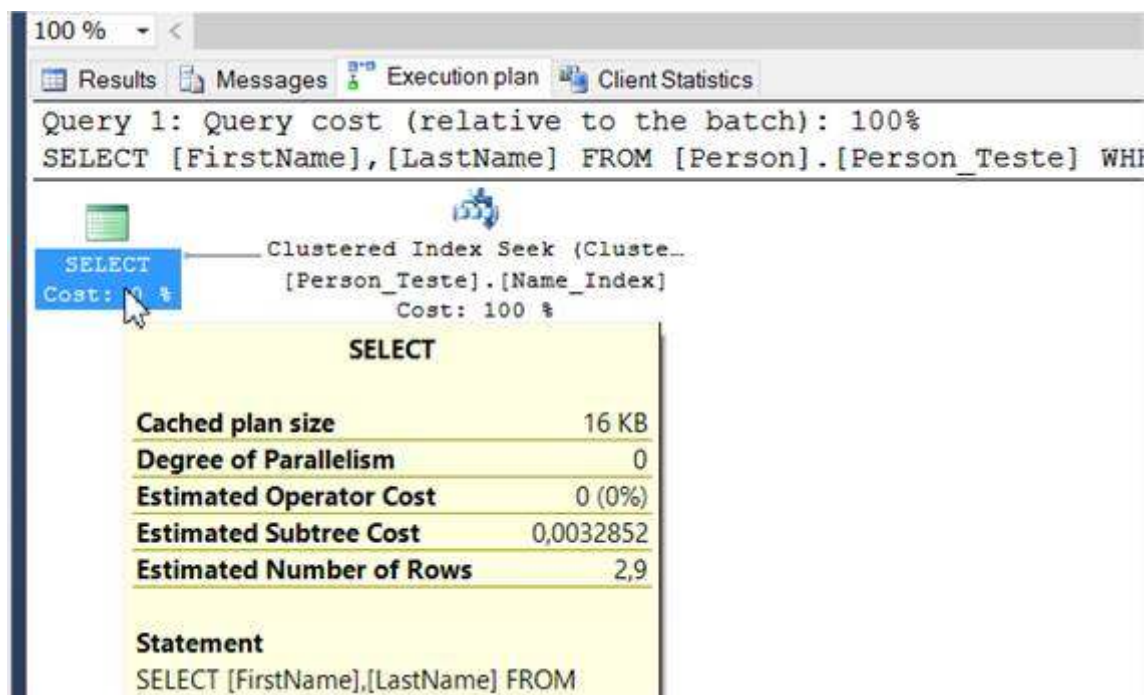 100 %
Results Messages Execution plan Client Statistics
Query 1: Query cost (relative to the batch): 100%
SELECT [FirstName],[LastName] FROM [Person].[Person_Teste]
Clustered Index Seek (Cluste…
SELECT
[Person_Teste].[Name_Index]
Cost: 0 %
Cost: 100 %
SELECT
Cached plan size 16 KB
Degree of Parallelism 0
Estimated Operator Cost 0 (0%)
Estimated Subtree Cost 0,0032852
Estimated Number of Rows 2,9
Statement
SELECT [FirstName],[LastName] FROM